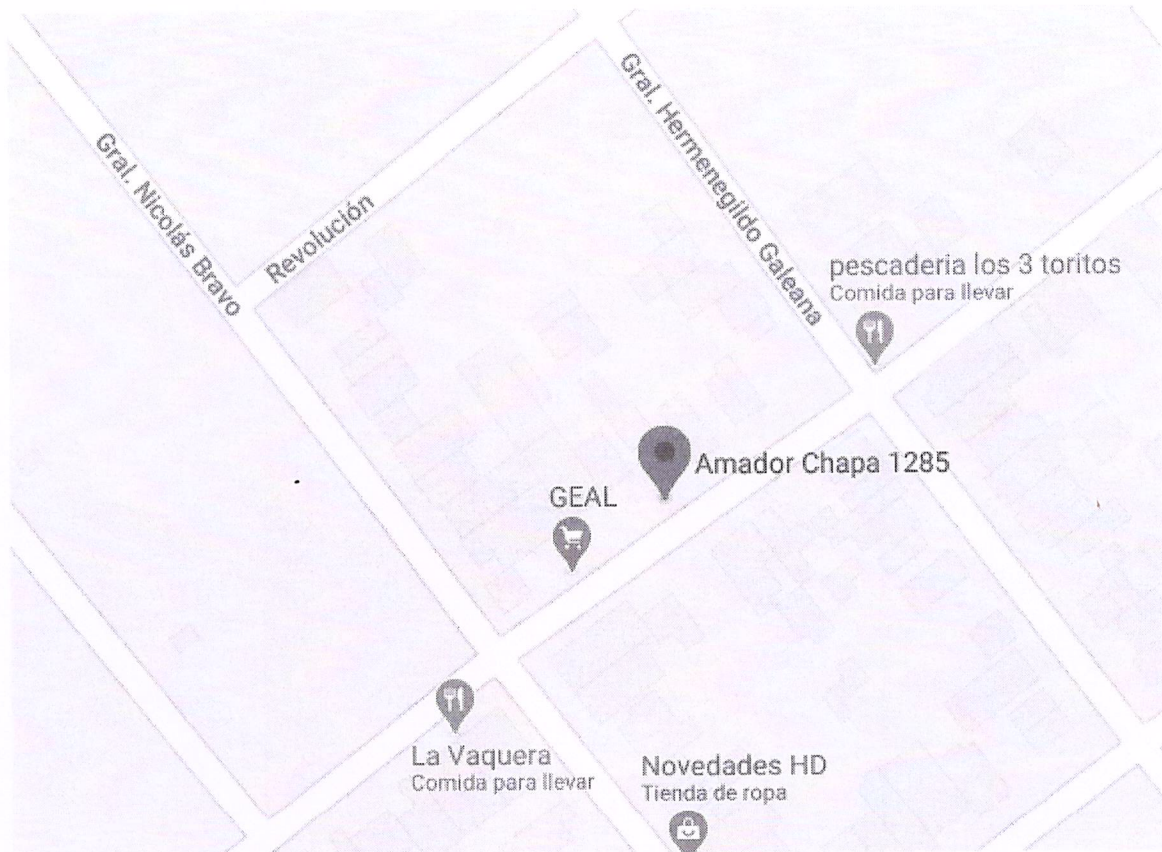 Gral. Hermenegildo Galeana
Gral. Nicolás Bravo
Revolución
pescaderia los 3 toritos
Comida para llevar
Amador Chapa 1285
GEAL
La Vaquera
Comida para llevar
Novedades HD
Tienda de ropa